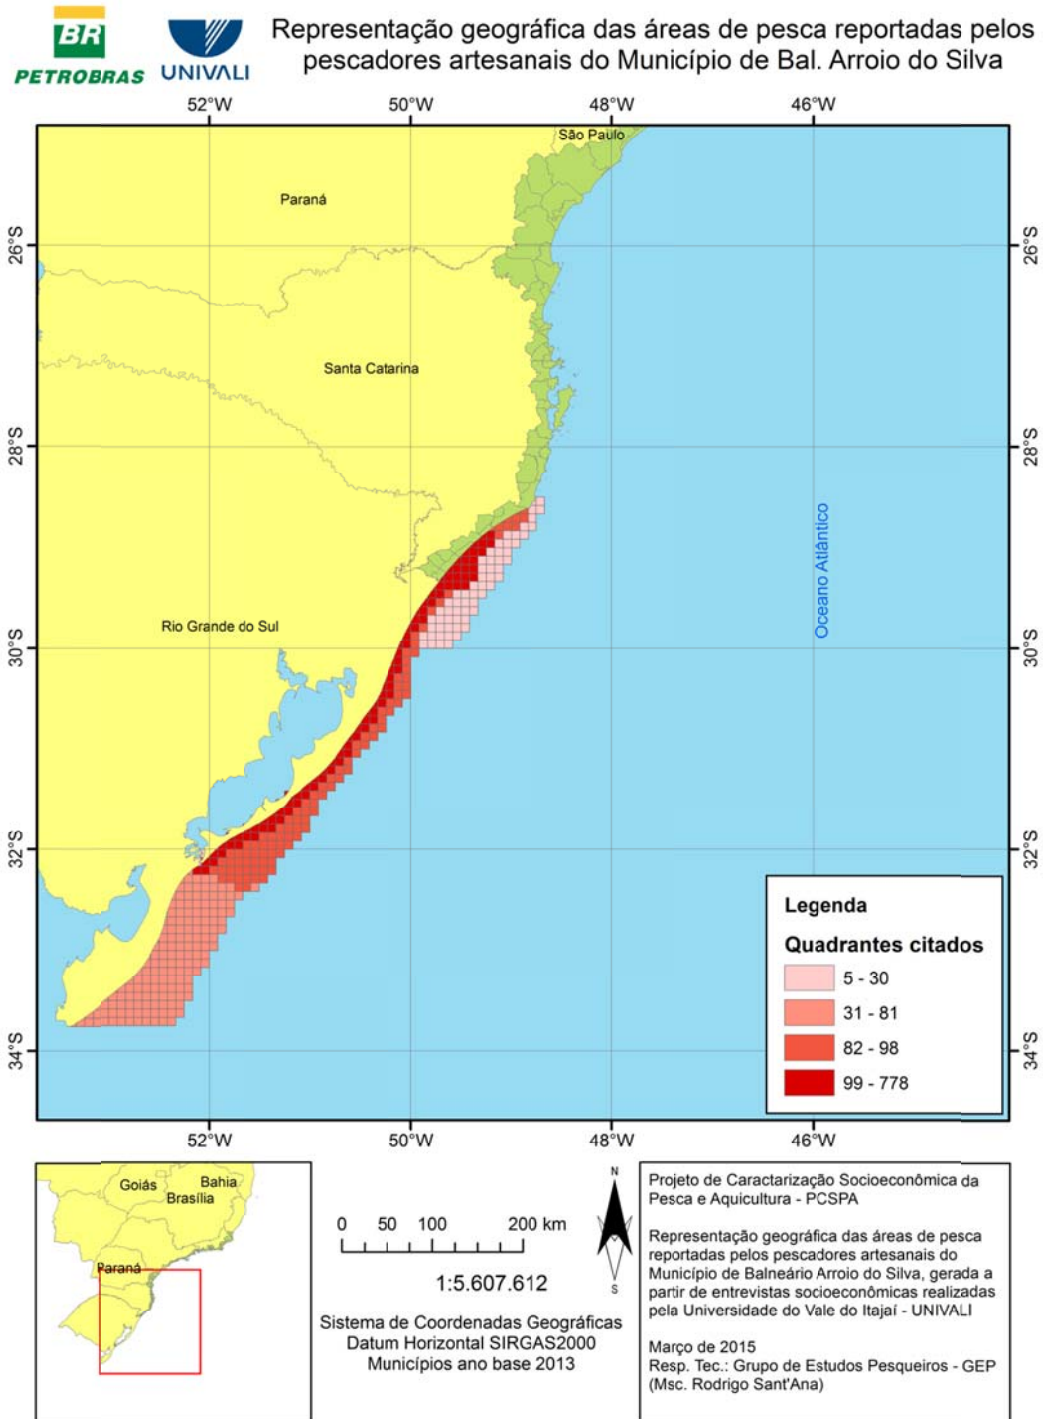 BR
PETROBRAS
UNIVALI
Representação geográfica das áreas de pesca reportadas pelos
pescadores artesanais do Município de Bal. Arroio do Silva
52°W 50°W 48°W 46°W
São Paulo
Paraná
26°S 26°S
Santa Catarina
28°S 28°S
Oceano Atlântico
Rio Grande do Sul
30°S 30°S
32°S 32°S
Legenda
Quadrantes citados
5 - 30
31 - 81
82 - 98
99 - 778
34°S 34°S
52°W 50°W 48°W 46°W
Goiás
Bahia
Brasília
Paraná
0 50 100 200 km
1:5.607.612
Sistema de Coordenadas Geográficas
Datum Horizontal SIRGAS2000
Municípios ano base 2013
N
S
Projeto de Caractarização Socioeconômica da
Pesca e Aquicultura - PCSPA
Representação geográfica das áreas de pesca
reportadas pelos pescadores artesanais do
Município de Balneário Arroio do Silva, gerada a
partir de entrevistas socioeconômicas realizadas
pela Universidade do Vale do Itajaí - UNIVALI
Março de 2015
Resp. Tec.: Grupo de Estudos Pesqueiros - GEP
(Msc. Rodrigo Sant'Ana)